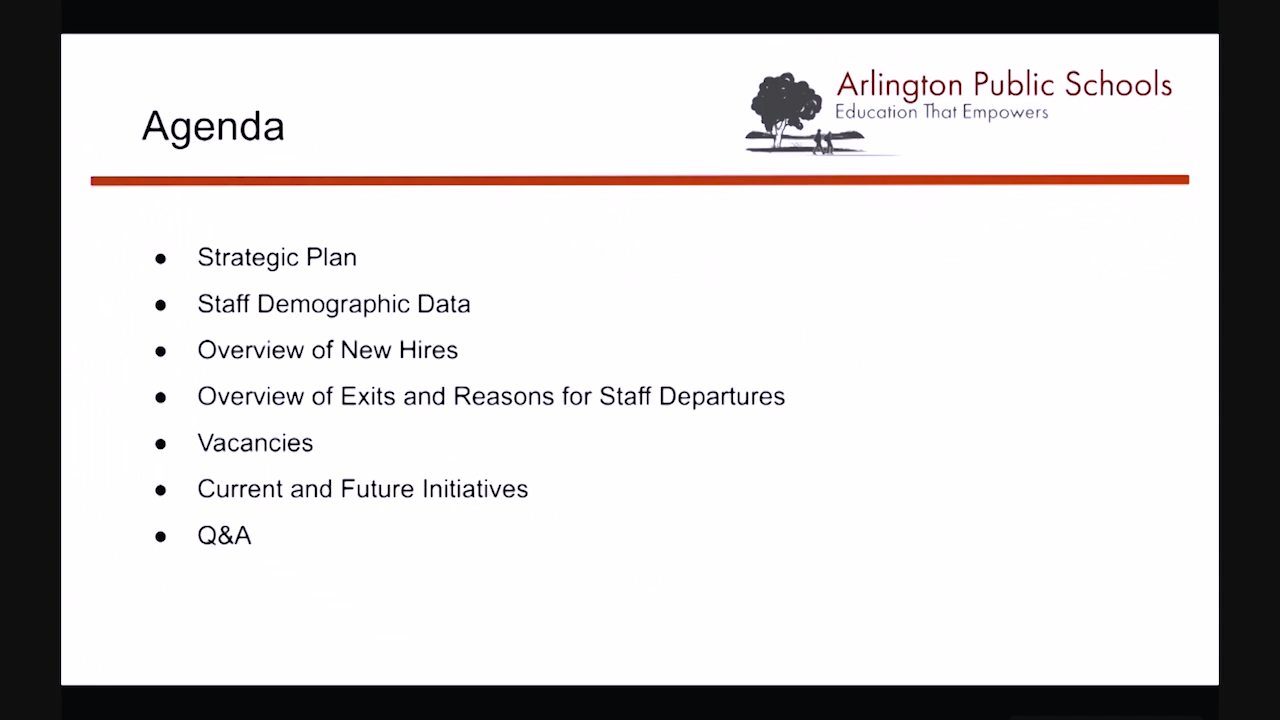 Arlington Public Schools
Education That Empowers
Agenda
● Strategic Plan
● Staff Demographic Data
● Overview of New Hires
● Overview of Exits and Reasons for Staff Departures
● Vacancies
● Current and Future Initiatives
● Q&A